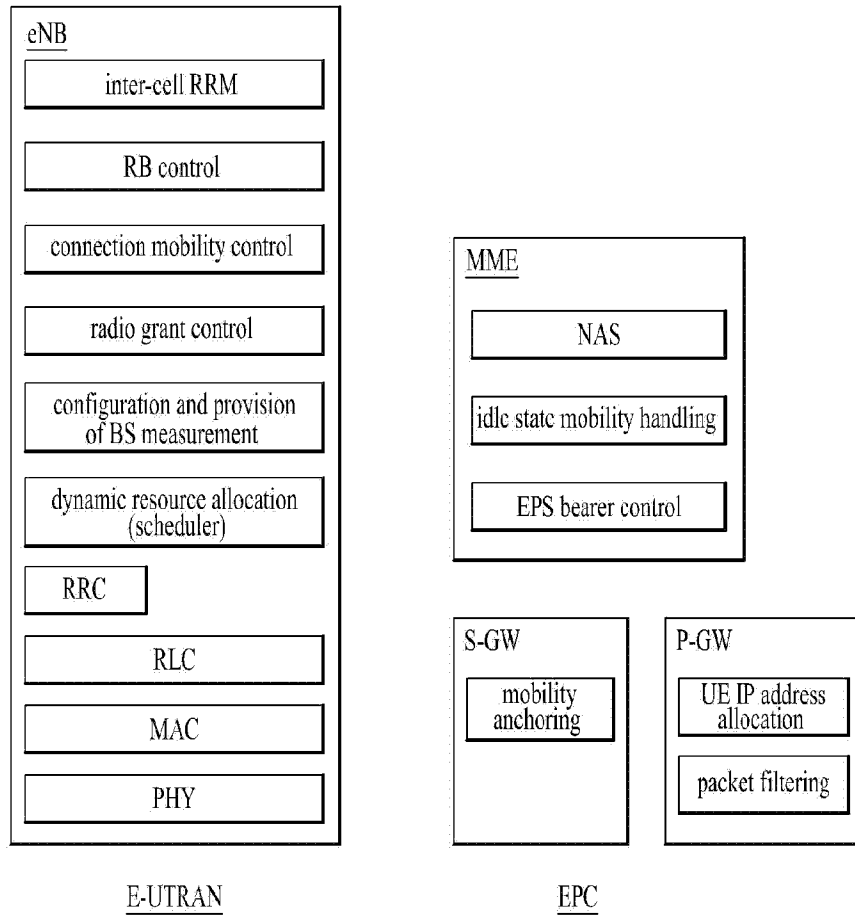 eNB
inter-cell RRM
RB control
connection mobility control
radio grant control
configuration and provision
of BS measurement
dynamic resource allocation
(scheduler)
RRC
RLC
MAC
PHY
E-UTRAN
MME
NAS
idle state mobility handling
EPS bearer control
S-GW
mobility
anchoring
P-GW
UE IP address
allocation
packet filtering
EPC